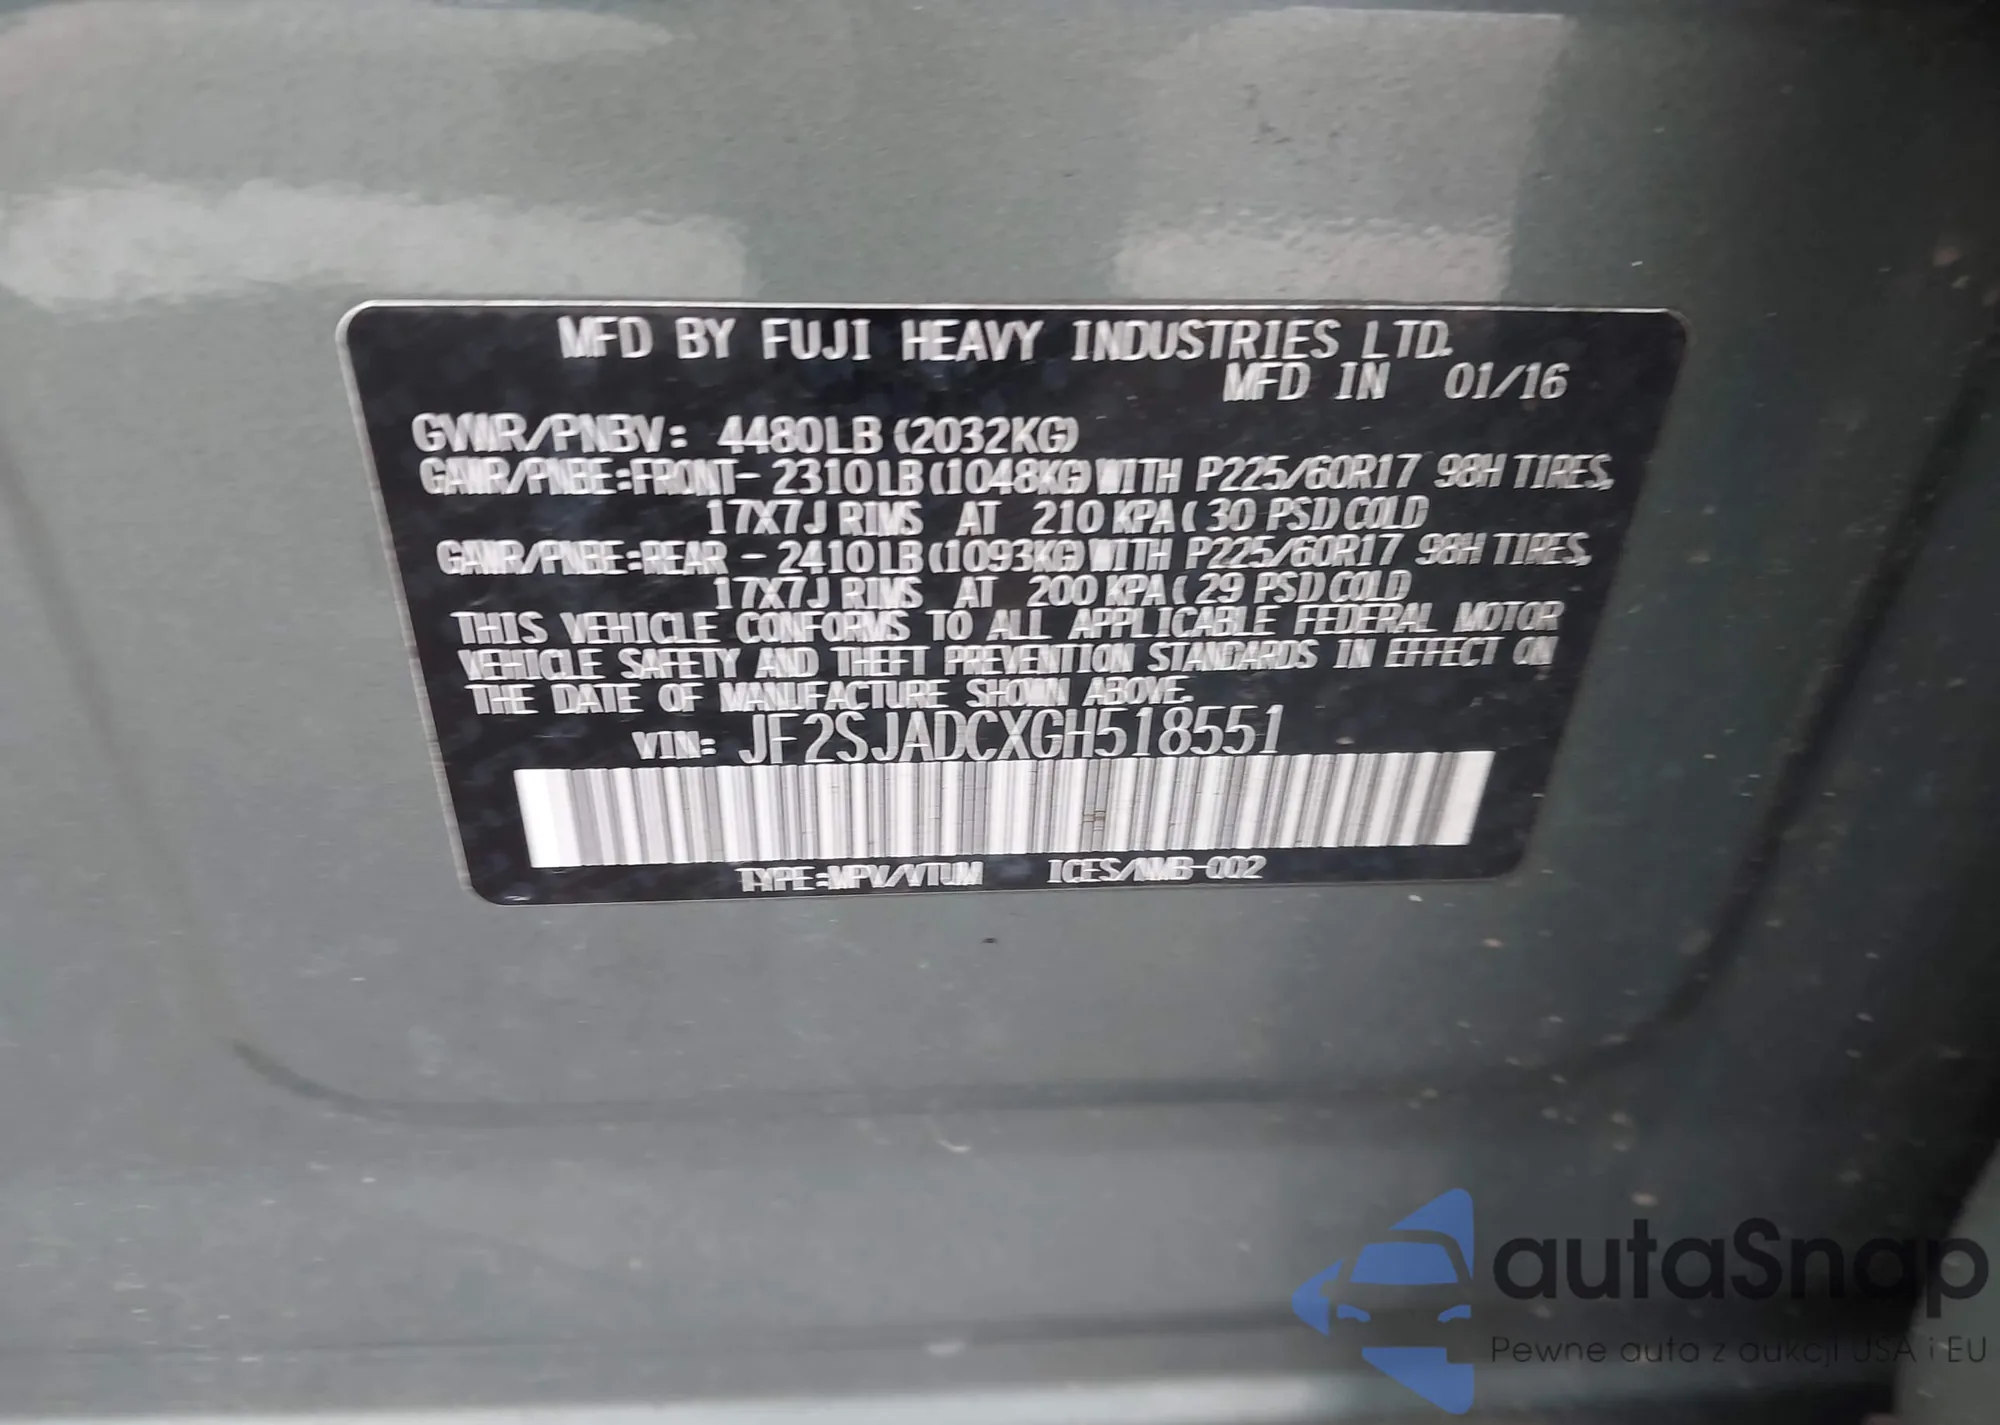 MFD BY FUJI HEAVY INDUSTRIES LTD.
MFD IN 01/16
GVWR/PNBV: 4480LB (2032KG)
GAWR/PNBE:FRONT- 2310LB(1048KG)WITH P225/60R17 98H TIRES,
17X7J RIMS AT 210 KPA( 30 PSI)COLD
GAWR/PNBE:REAR - 2410LB(1093KG)WITH P225/60R17 98H TIRES,
17X7J RIMS AT 200 KPA( 29 PSI)COLD
THIS VEHICLE CONFORMS TO ALL APPLICABLE FEDERAL MOTOR
VEHICLE SAFETY AND THEFT PREVENTION STANDARDS IN EFFECT ON
THE DATE OF MANUFACTURE SHOWN ABOVE.
VIN: JF2SJADCXGH518551
TYPE:MPV/VTUM ICES/NMB-002
autaSnap
Pewne auta z aukcji USA i EU